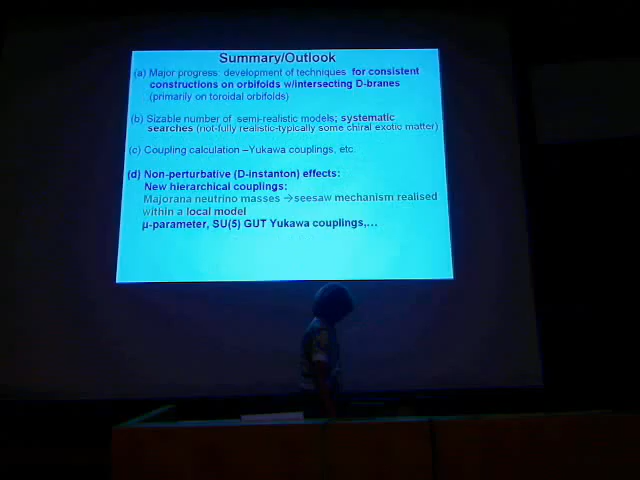 Summary/Outlook
(a) Major progress: development of techniques for consistent
constructions on orbifolds w/intersecting D-branes
(primarily on toroidal orbifolds)
(b) Sizable number of semi-realistic models; systematic
searches (not-fully realistic-typically some chiral exotic matter)
(c) Coupling calculation –Yukawa couplings, etc.
(d) Non-perturbative (D-instanton) effects:
New hierarchical couplings:
Majorana neutrino masses →seesaw mechanism realised
within a local model
μ-parameter, SU(5) GUT Yukawa couplings,…